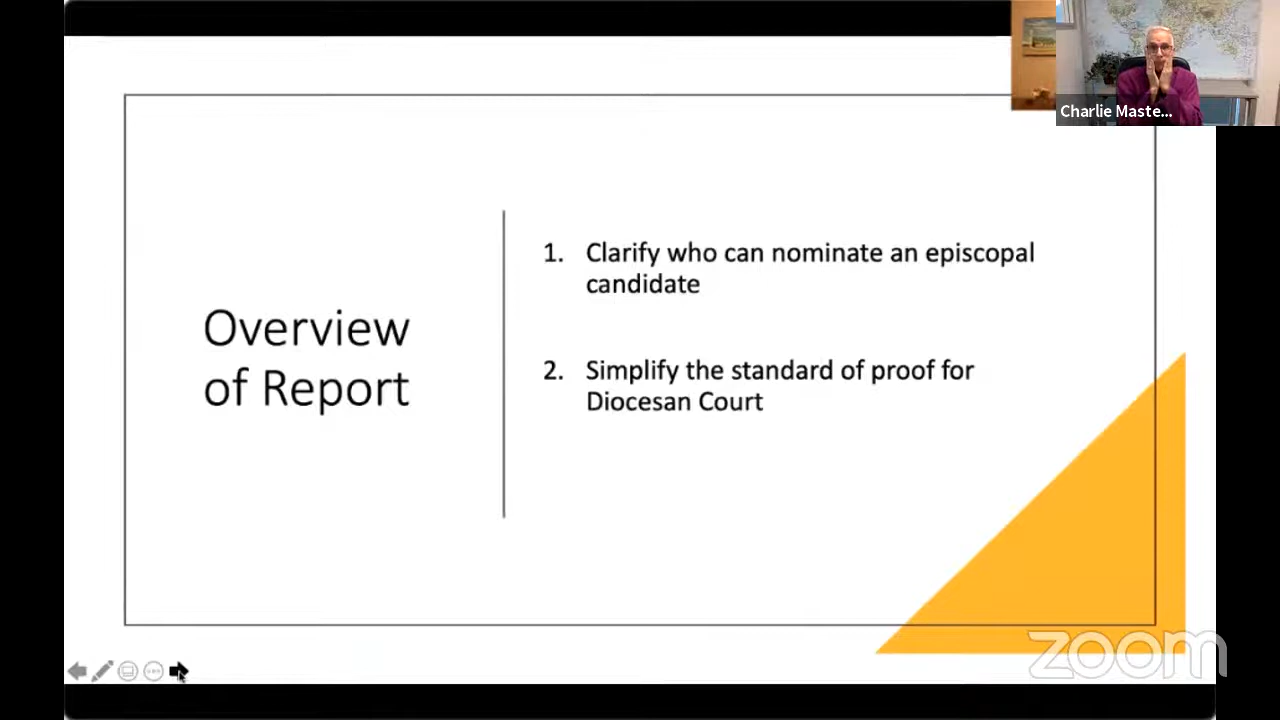 Charlie Maste...
Overview
of Report
1. Clarify who can nominate an episcopal
candidate
2. Simplify the standard of proof for
Diocesan Court
zoom